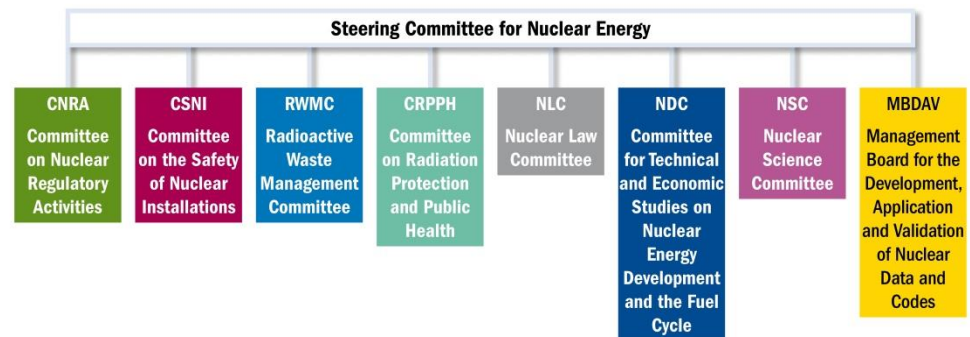 Steering Committee for Nuclear Energy
CNRA
Committee
on Nuclear
Regulatory
Activities
CSNI
Committee
on the Safety
of Nuclear
Installations
RWMC
Radioactive
Waste
Management
Committee
CRPPH
Committee
on Radiation
Protection
and Public
Health
NLC
Nuclear Law
Committee
NDC
Committee
for Technical
and Economic
Studies on
Nuclear
Energy
Development
and the Fuel
Cycle
NSC
Nuclear
Science
Committee
MBDAV
Management
Board for the
Development,
Application
and Validation
of Nuclear
Data and
Codes